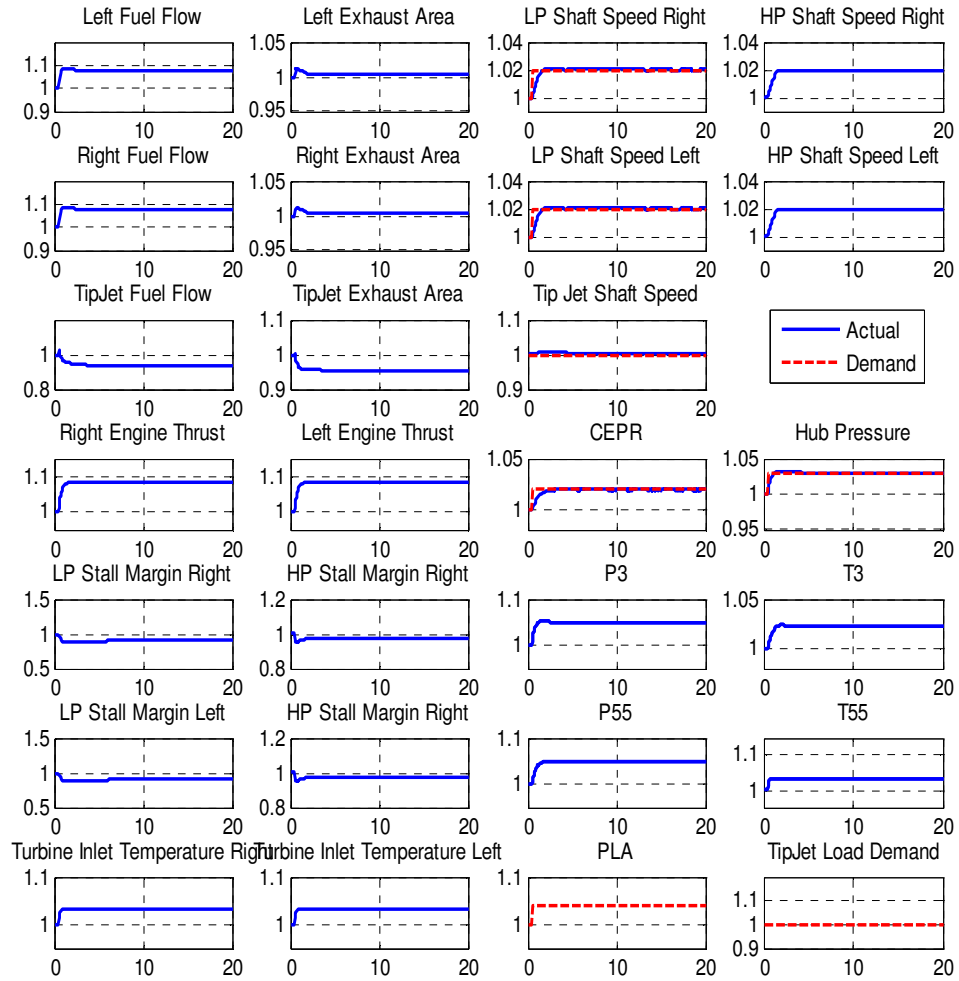 Left Fuel Flow
1.1
1
0.9
0 10 20
Left Exhaust Area
1.05
1
0.95
0 10 20
LP Shaft Speed Right
1.04
1.02
1
0 10 20
HP Shaft Speed Right
1.04
1.02
1
0 10 20
Right Fuel Flow
1.1
1
0.9
0 10 20
Right Exhaust Area
1.05
1
0.95
0 10 20
LP Shaft Speed Left
1.04
1.02
1
0 10 20
HP Shaft Speed Left
1.04
1.02
1
0 10 20
TipJet Fuel Flow
1
0.8
0 10 20
TipJet Exhaust Area
1.1
1
0.9
0 10 20
Tip Jet Shaft Speed
1.1
1
0.9
0 10 20
Actual
Demand
Right Engine Thrust
1.1
1
0 10 20
Left Engine Thrust
1.1
1
0 10 20
CEPR
1.05
1
0 10 20
Hub Pressure
1.05
1
0.95
0 10 20
LP Stall Margin Right
1.5
1
0.5
0 10 20
HP Stall Margin Right
1.2
1
0.8
0 10 20
P3
1.1
1
0 10 20
T3
1.05
1
0 10 20
LP Stall Margin Left
1.5
1
0.5
0 10 20
HP Stall Margin Right
1.2
1
0.8
0 10 20
P55
1.1
1
0 10 20
T55
1.1
1
0 10 20
Turbine Inlet Temperature Right
1.1
1
0 10 20
Turbine Inlet Temperature Left
1.1
1
0 10 20
PLA
1.1
1
0 10 20
TipJet Load Demand
1.1
1
0.9
0 10 20